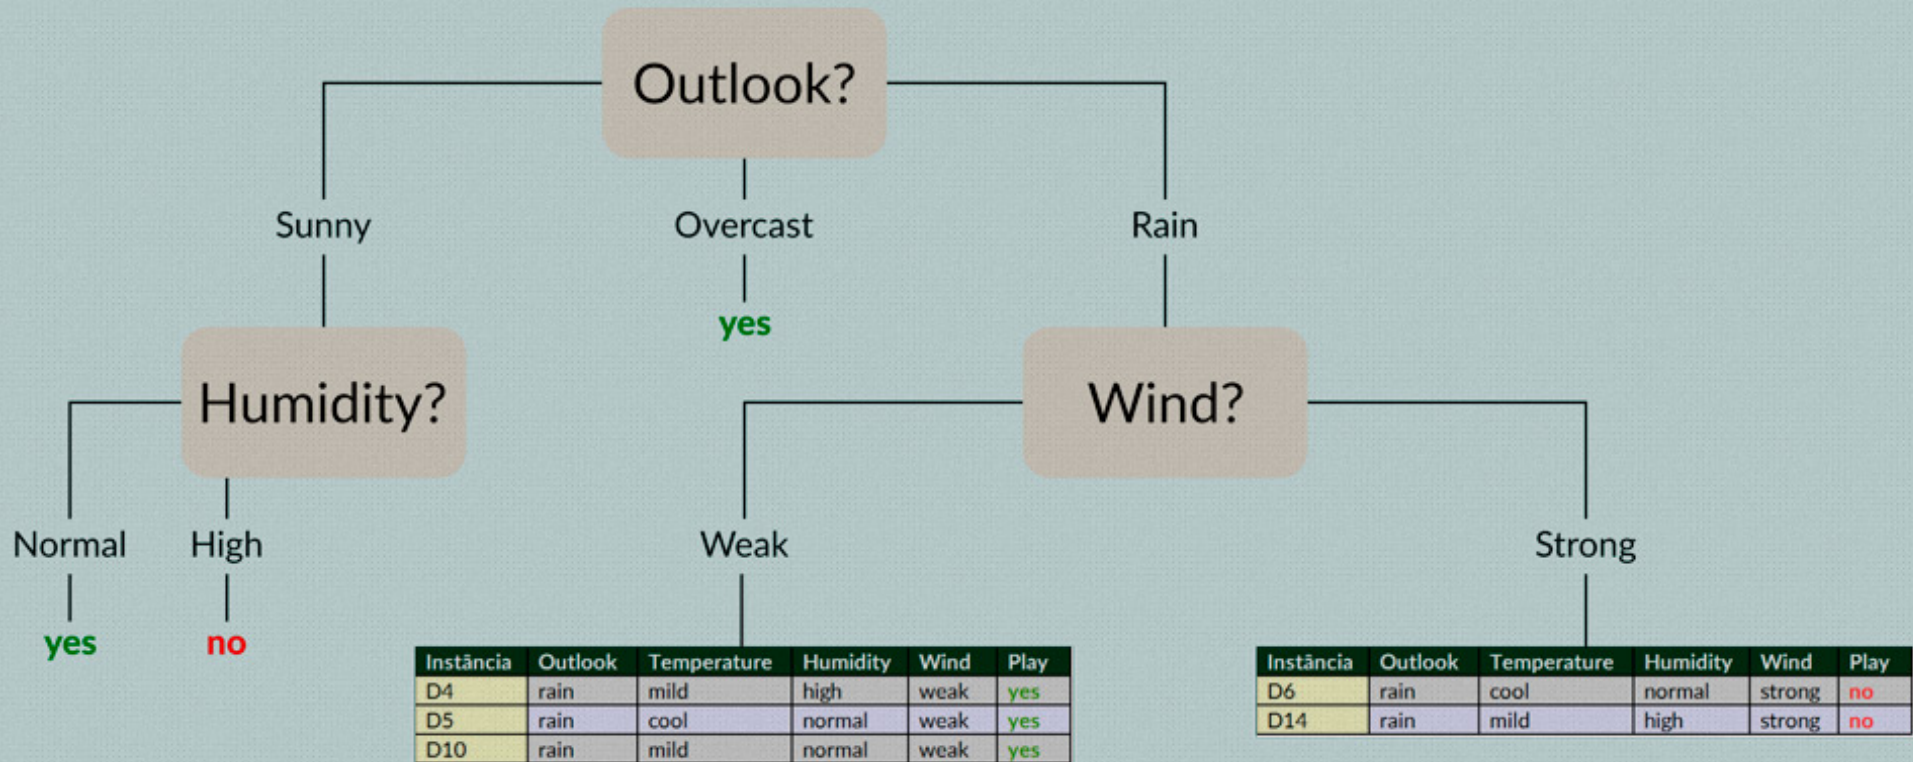 Outlook?
Sunny
Overcast
Rain
yes
Humidity?
Wind?
Normal
High
Weak
Strong
yes
no
Instância Outlook Temperature Humidity Wind Play
D4 rain mild high weak yes
D5 rain cool normal weak yes
D10 rain mild normal weak yes
Instância Outlook Temperature Humidity Wind Play
D6 rain cool normal strong no
D14 rain mild high strong no